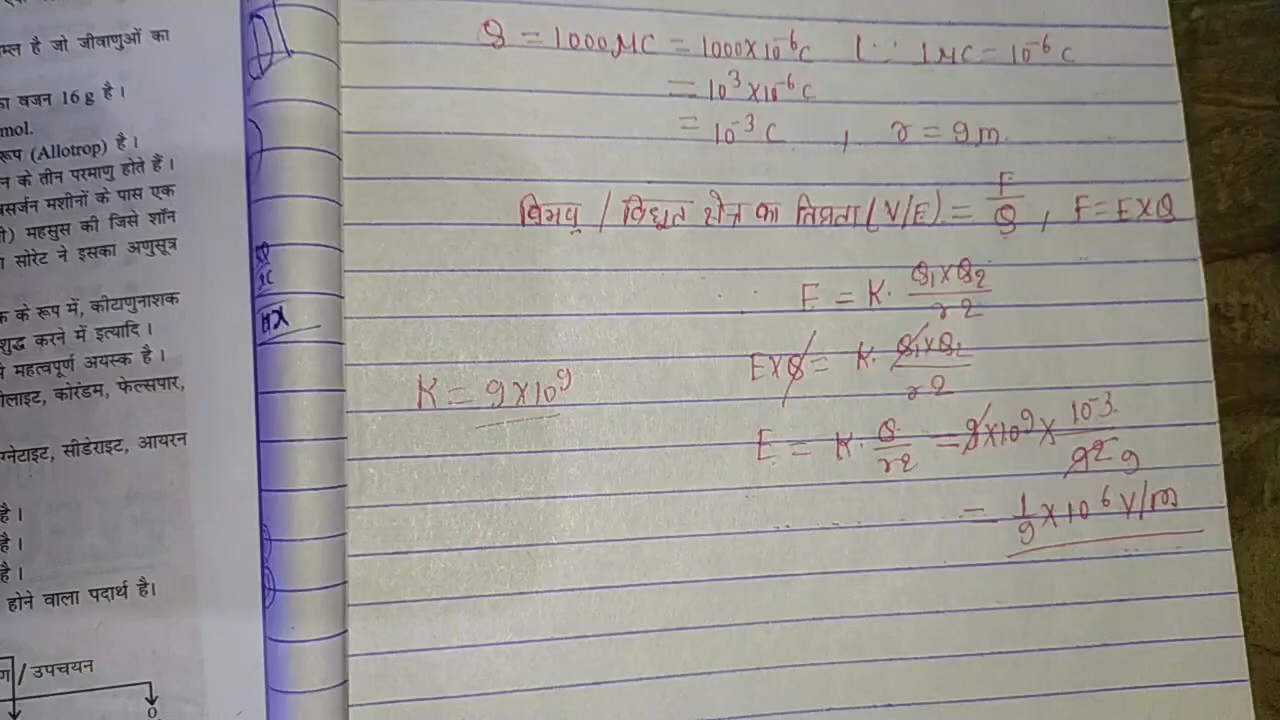 म्ल है जो जीवाणुओं का
का वजन 16 g है।
mol.
रूप (Allotrop) है।
न के तीन परमाणु होते हैं।
सर्जन मशीनों के पास एक
ी) महसुस की जिसे शॉन
ा सोरेट ने इसका अणुसूत्र
क के रूप में, कीटाणुनाशक
शुद्ध करने में इत्यादि।
े महत्वपूर्ण अयस्क है।
ोलाइट, कोरंडम, फेल्सपार,
ग्नेटाइट, सीडेराइट, आयरन
है।
है।
है।
होने वाला पदार्थ है।
ण / उपचयन
Q = 1000 μC = 1000×10⁻⁶C (∵ 1 μC = 10⁻⁶ C
= 10³ × 10⁻⁶ C
= 10⁻³ C , r = 9 m.
विभव / विद्युत क्षेत्र का तिव्रता (V/E) = F/Q , F = E×Q
F = K. Q₁×Q₂/r2
E×Q = K. Q₁×Q₂/r2
K = 9×10⁹
E = K. Q/r2 = 9×10⁹ × 10⁻³/92 9
= 1/9 × 10⁶ V/m